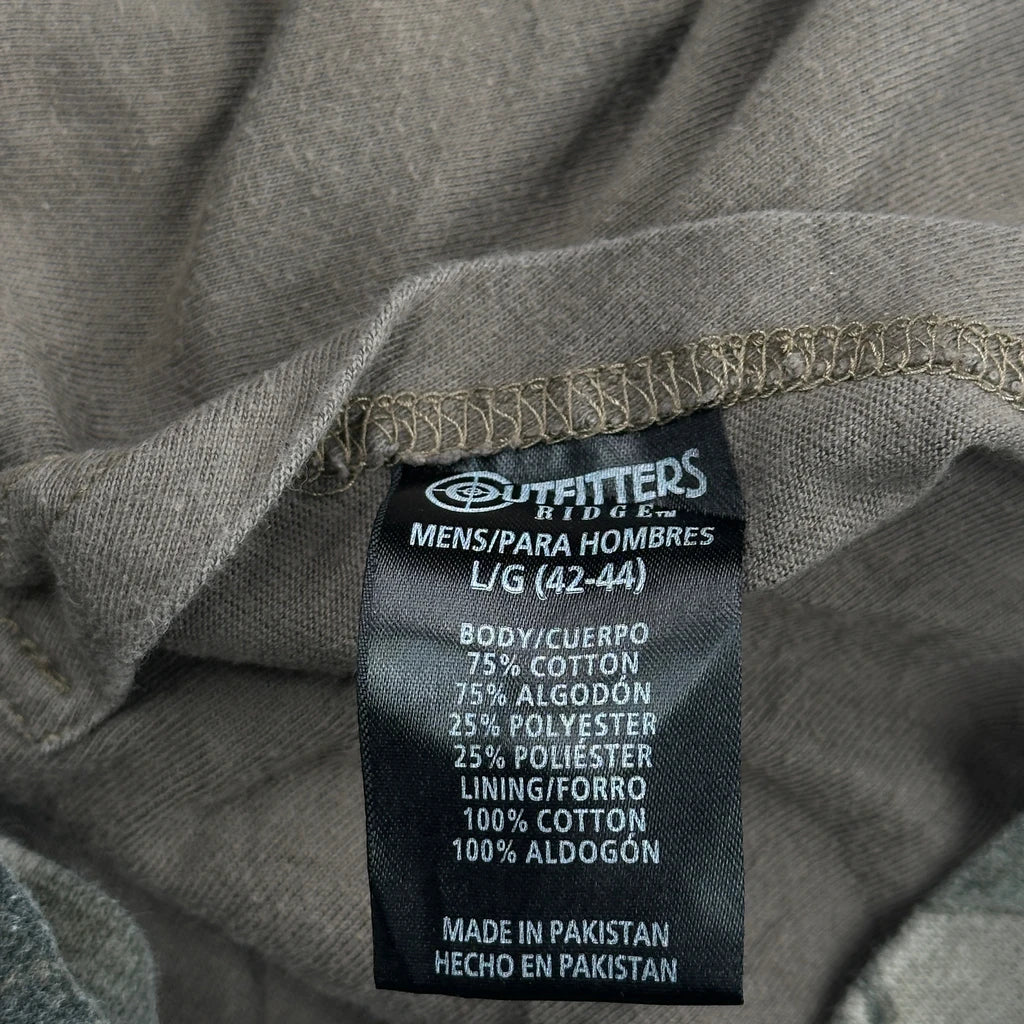 OUTFITTERS
RIDGE™
MENS/PARA HOMBRES
L/G (42-44)
BODY/CUERPO
75% COTTON
75% ALGODÓN
25% POLYESTER
25% POLIÉSTER
LINING/FORRO
100% COTTON
100% ALDOGÓN
MADE IN PAKISTAN
HECHO EN PAKISTAN